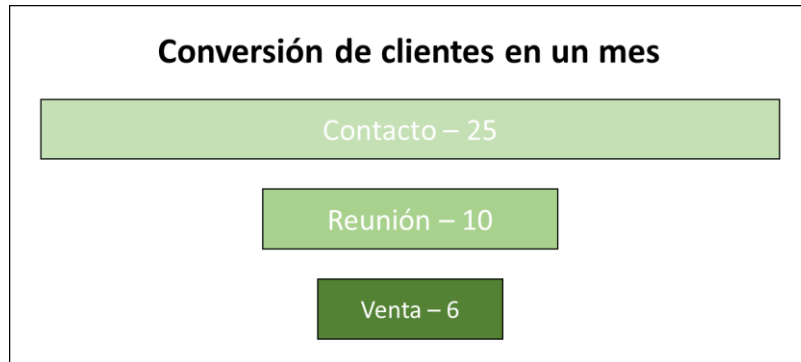 Conversión de clientes en un mes
Contacto – 25
Reunión – 10
Venta – 6